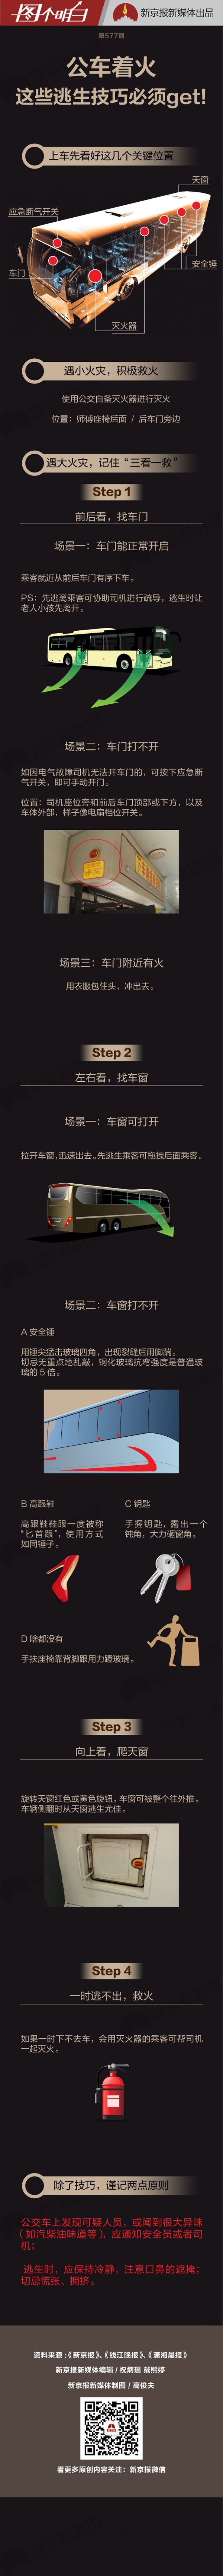 图个明白
新京报新媒体出品
第577期
公车着火
这些逃生技巧必须get!
上车先看好这几个关键位置
天窗
应急断气开关
安全锤
车门
灭火器
遇小火灾，积极救火
使用公交自备灭火器进行灭火
位置：师傅座椅后面 / 后车门旁边
遇大火灾，记住“三看一救”
Step 1
前后看，找车门
场景一：车门能正常开启
乘客就近从前后车门有序下车。
PS：先逃离乘客可协助司机进行疏导，逃生时让
老人小孩先离开。
场景二：车门打不开
如因电气故障司机无法开车门的，可按下应急断
气开关，即可手动开门。
位置：司机座位旁和前后车门顶部或下方，以及
车体外部，样子像电扇档位开关。
场景三：车门附近有火
用衣服包住头，冲出去。
Step 2
左右看，找车窗
场景一：车窗可打开
拉开车窗,迅速出去。先逃生乘客可拖拽后面乘客。
场景二：车窗打不开
A 安全锤
用锤尖猛击玻璃四角，出现裂缝后用脚踹。
切忌无重点地乱敲，钢化玻璃抗弯强度是普通玻
璃的 5 倍。
B 高跟鞋
高跟鞋鞋跟一度被称
“匕首跟”，使用方式
如同锤子。
C 钥匙
手握钥匙，露出一个
钝角，大力砸窗角。
D 啥都没有
手扶座椅靠背脚跟用力蹬玻璃。
Step 3
向上看，爬天窗
旋转天窗红色或黄色旋钮，车窗可被整个往外推。
车辆侧翻时从天窗逃生尤佳。
Step 4
一时逃不出，救火
如果一时下不去车，会用灭火器的乘客可帮司机
一起灭火。
除了技巧，谨记两点原则
公交车上发现可疑人员，或闻到很大异味
（如汽柴油味道等），应通知安全员或者司
机；
逃生时，应保持冷静，注意口鼻的遮掩；
切忌慌张、拥挤。
资料来源：《新京报》、《钱江晚报》、《潇湘晨报》
新京报新媒体编辑 / 祝炳琨 戴熙婷
新京报新媒体制图 / 高俊夫
看更多原创内容关注：新京报微信